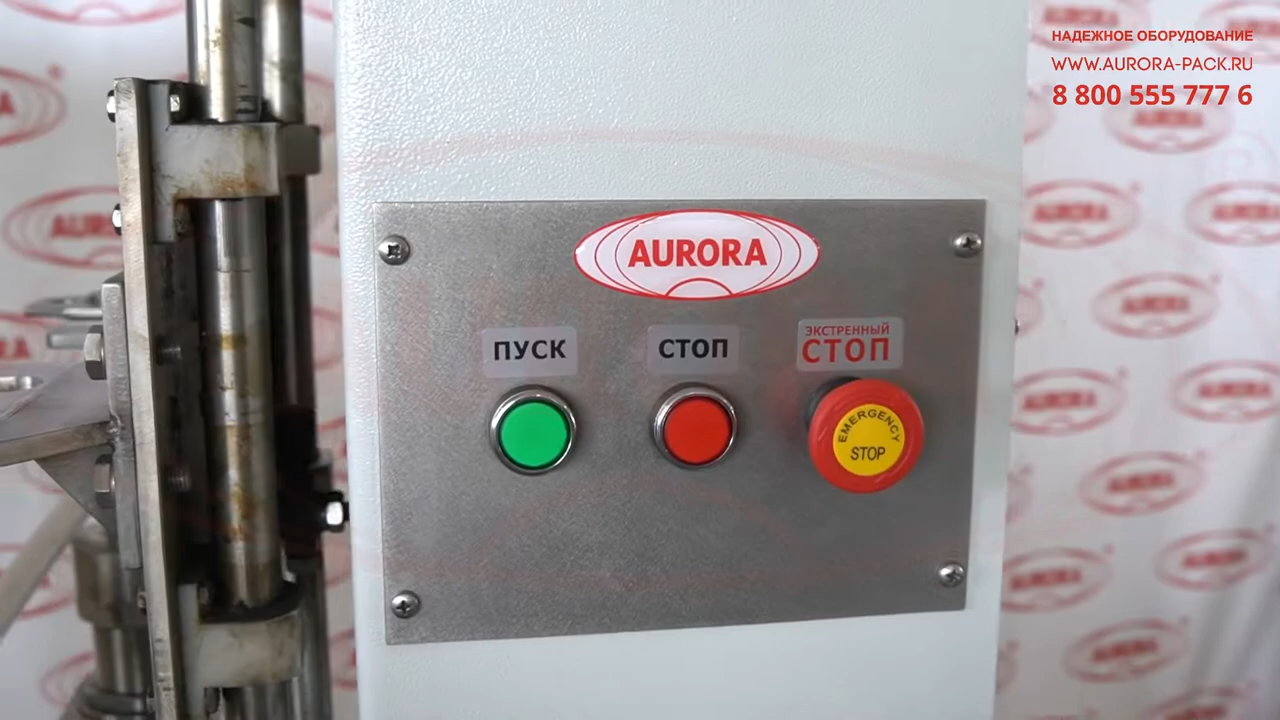 НАДЕЖНОЕ ОБОРУДОВАНИЕ
WWW.AURORA-PACK.RU
8 800 555 777 6
AURORA
ПУСК
СТОП
ЭКСТРЕННЫЙ
СТОП
EMERGENCY
STOP